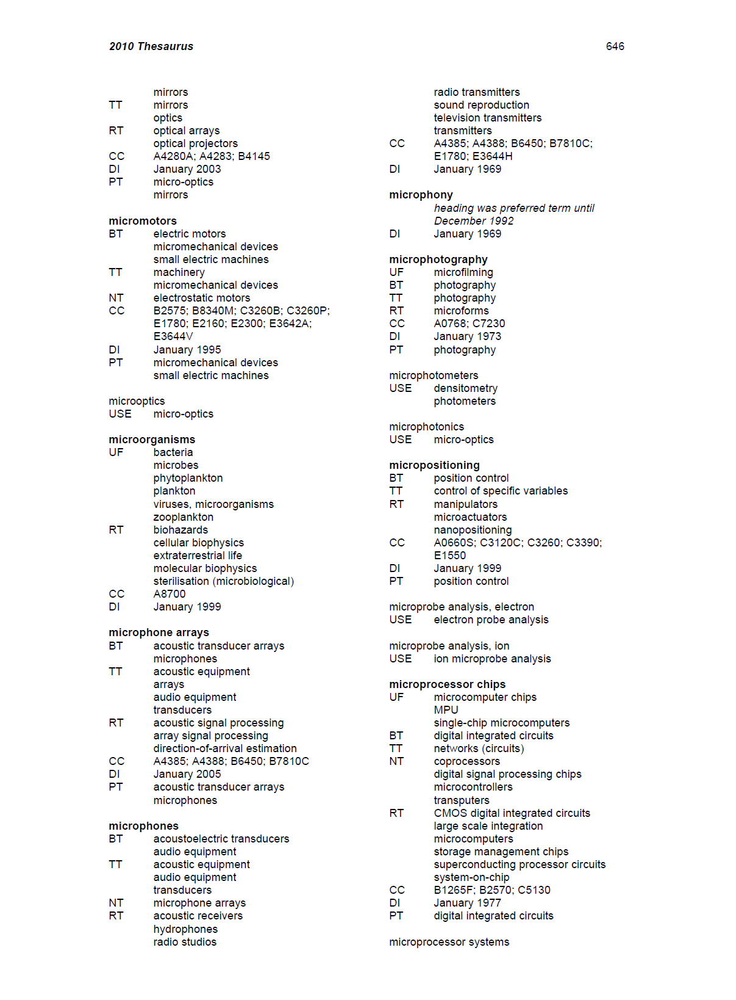 2010 Thesaurus 646
mirrors
TT mirrors
optics
RT optical arrays
optical projectors
CC A4280A; A4283; B4145
DI January 2003
PT micro-optics
mirrors
micromotors
BT electric motors
micromechanical devices
small electric machines
TT machinery
micromechanical devices
NT electrostatic motors
CC B2575; B8340M; C3260B; C3260P;
E1780; E2160; E2300; E3642A;
E3644V
DI January 1995
PT micromechanical devices
small electric machines
microoptics
USE micro-optics
microorganisms
UF bacteria
microbes
phytoplankton
plankton
viruses, microorganisms
zooplankton
RT biohazards
cellular biophysics
extraterrestrial life
molecular biophysics
sterilisation (microbiological)
CC A8700
DI January 1999
microphone arrays
BT acoustic transducer arrays
microphones
TT acoustic equipment
arrays
audio equipment
transducers
RT acoustic signal processing
array signal processing
direction-of-arrival estimation
CC A4385; A4388; B6450; B7810C
DI January 2005
PT acoustic transducer arrays
microphones
microphones
BT acoustoelectric transducers
audio equipment
TT acoustic equipment
audio equipment
transducers
NT microphone arrays
RT acoustic receivers
hydrophones
radio studios
radio transmitters
sound reproduction
television transmitters
transmitters
CC A4385; A4388; B6450; B7810C;
E1780; E3644H
DI January 1969
microphony
heading was preferred term until
December 1992
DI January 1969
microphotography
UF microfilming
BT photography
TT photography
RT microforms
CC A0768; C7230
DI January 1973
PT photography
microphotometers
USE densitometry
photometers
microphotonics
USE micro-optics
micropositioning
BT position control
TT control of specific variables
RT manipulators
microactuators
nanopositioning
CC A0660S; C3120C; C3260; C3390;
E1550
DI January 1999
PT position control
microprobe analysis, electron
USE electron probe analysis
microprobe analysis, ion
USE ion microprobe analysis
microprocessor chips
UF microcomputer chips
MPU
single-chip microcomputers
BT digital integrated circuits
TT networks (circuits)
NT coprocessors
digital signal processing chips
microcontrollers
transputers
RT CMOS digital integrated circuits
large scale integration
microcomputers
storage management chips
superconducting processor circuits
system-on-chip
CC B1265F; B2570; C5130
DI January 1977
PT digital integrated circuits
microprocessor systems